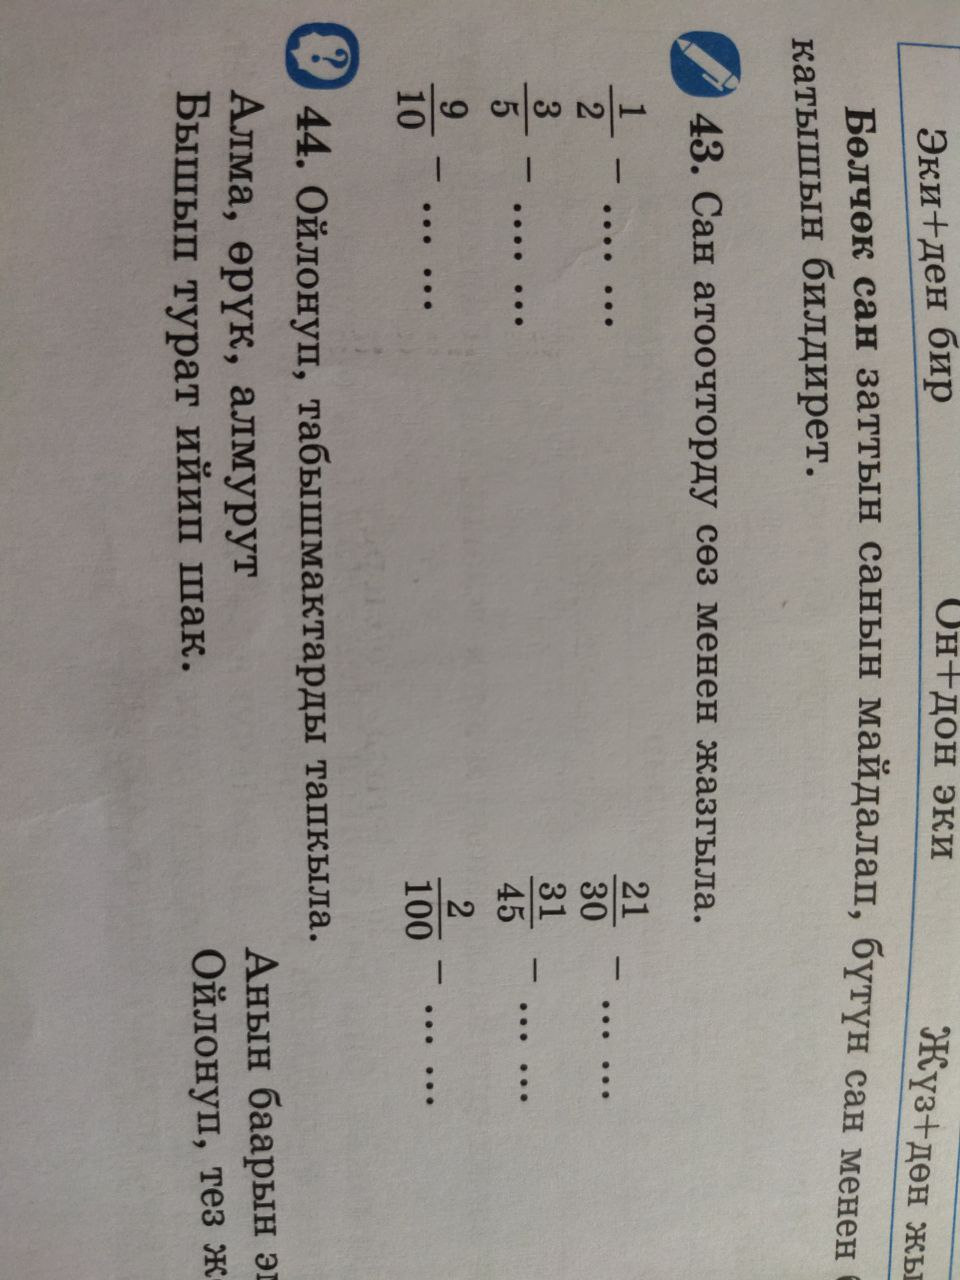 Эки+ден бир Он+дон эки Жүз+дөн
Бөлчөк сан заттын санын майдалап, бүтүн сан менен
катышын билдирет.
43. Сан атоочторду сөз менен жазгыла.
1/2 – .... ... 21/30 – ... ...
3/5 – .... ... 31/45 – ... ...
9/10 – ... ... 2/100 – ... ...
44. Ойлонуп, табышмактарды тапкыла.
Алма, өрүк, алмурут Анын баарын
Бышып турат ийип шак. Ойлонуп, тез